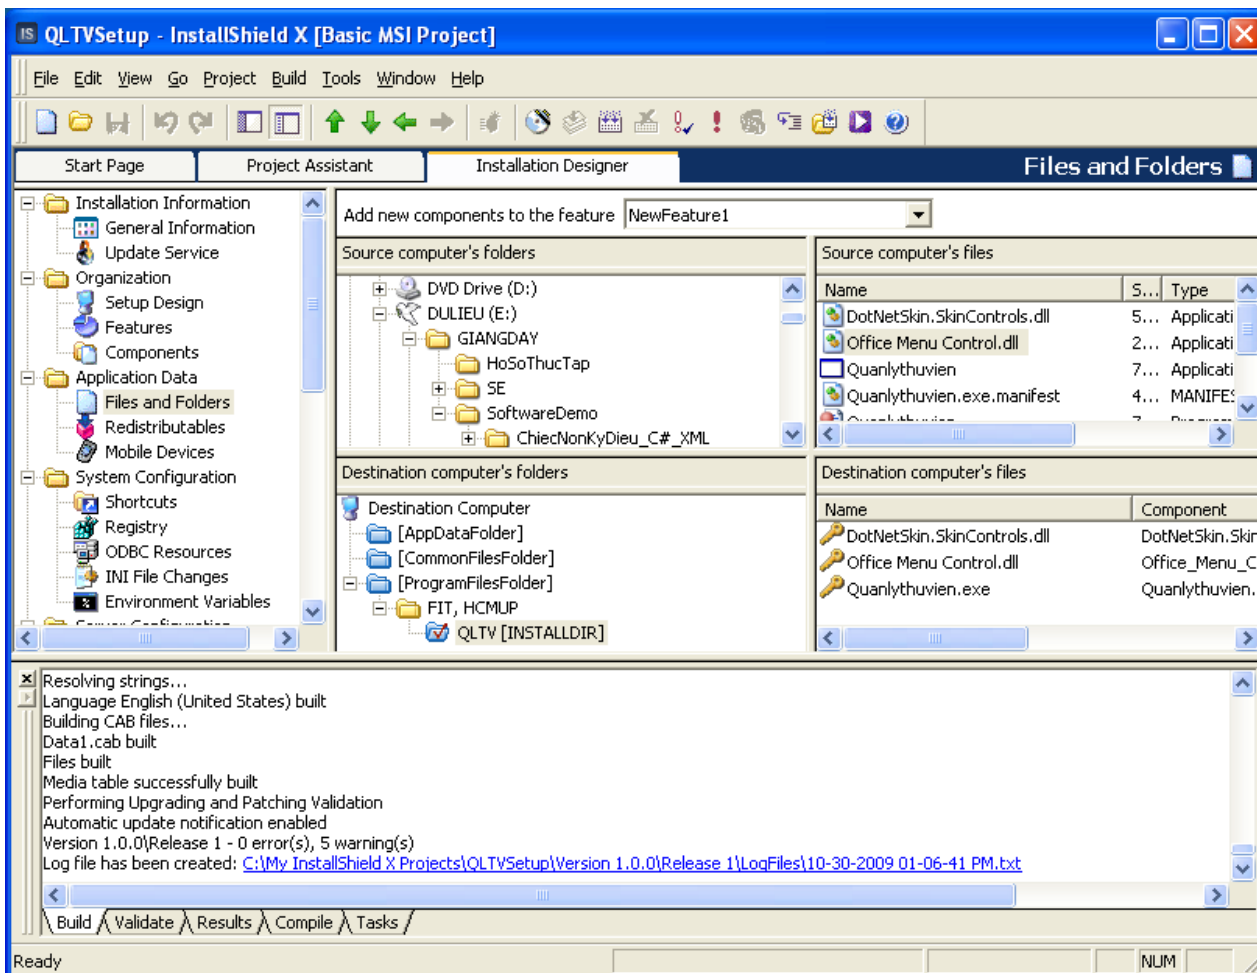 QLTVSetup - InstallShield X [Basic MSI Project]
File Edit View Go Project Build Tools Window Help
Start Page Project Assistant Installation Designer Files and Folders
Installation Information
General Information
Update Service
Organization
Setup Design
Features
Components
Application Data
Files and Folders
Redistributables
Mobile Devices
System Configuration
Shortcuts
Registry
ODBC Resources
INI File Changes
Environment Variables
Server Configuration
Add new components to the feature NewFeature1
Source computer's folders
DVD Drive (D:)
DULIEU (E:)
GIANGDAY
HoSoThucTap
SE
SoftwareDemo
ChiecNonKyDieu_C#_XML
Source computer's files
Name S... Type
DotNetSkin.SkinControls.dll 5... Applicati
Office Menu Control.dll 2... Applicati
Quanlythuvien 7... Applicati
Quanlythuvien.exe.manifest 4... MANIFES
Destination computer's folders
Destination Computer
[AppDataFolder]
[CommonFilesFolder]
[ProgramFilesFolder]
FIT, HCMUP
QLTV [INSTALLDIR]
Destination computer's files
Name Component
DotNetSkin.SkinControls.dll DotNetSkin.Skin
Office Menu Control.dll Office_Menu_C
Quanlythuvien.exe Quanlythuvien.
Resolving strings...
Language English (United States) built
Building CAB files...
Data1.cab built
Files built
Media table successfully built
Performing Upgrading and Patching Validation
Automatic update notification enabled
Version 1.0.0\Release 1 - 0 error(s), 5 warning(s)
Log file has been created: C:\My InstallShield X Projects\QLTVSetup\Version 1.0.0\Release 1\LogFiles\10-30-2009 01-06-41 PM.txt
Build Validate Results Compile Tasks
Ready NUM